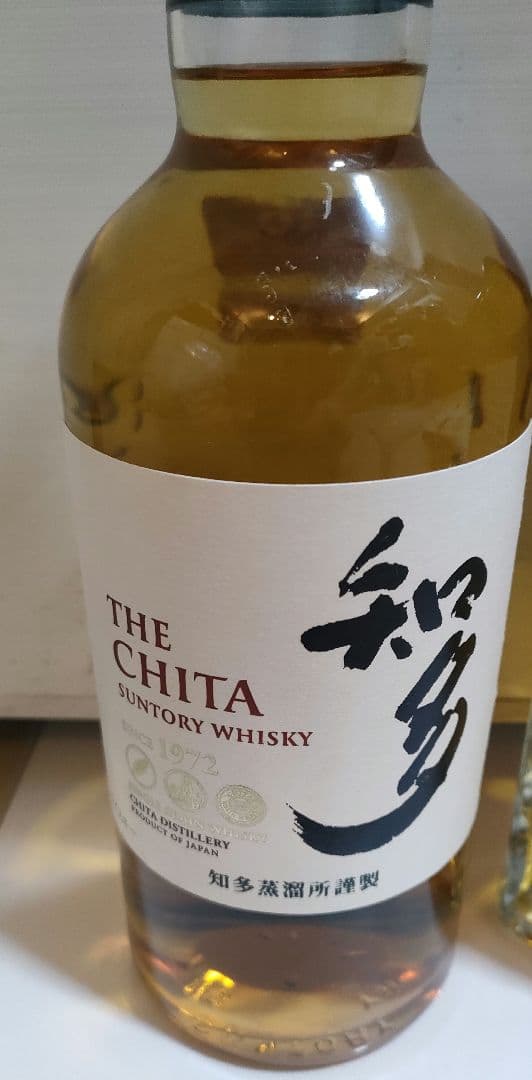 知多
THE
CHITA
SUNTORY WHISKY
SINCE 1972
CHITA DISTILLERY
PRODUCT OF JAPAN
知多蒸溜所謹製